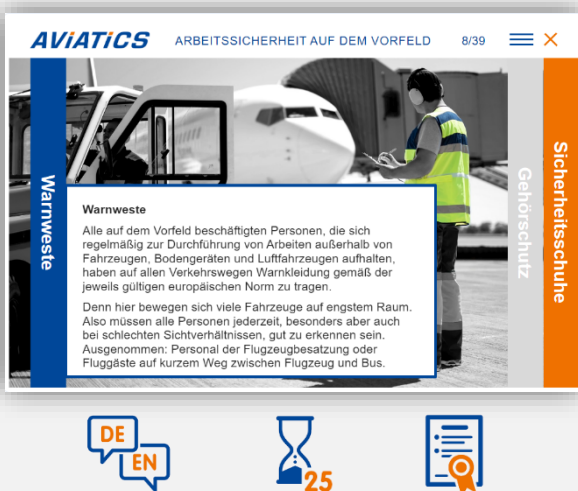 AViATiCS ARBEITSSICHERHEIT AUF DEM VORFELD 8/39
Warnweste
Warnweste
Alle auf dem Vorfeld beschäftigten Personen, die sich
regelmäßig zur Durchführung von Arbeiten außerhalb von
Fahrzeugen, Bodengeräten und Luftfahrzeugen aufhalten,
haben auf allen Verkehrswegen Warnkleidung gemäß der
jeweils gültigen europäischen Norm zu tragen.
Denn hier bewegen sich viele Fahrzeuge auf engstem Raum.
Also müssen alle Personen jederzeit, besonders aber auch
bei schlechten Sichtverhältnissen, gut zu erkennen sein.
Ausgenommen: Personal der Flugzeugbesatzung oder
Fluggäste auf kurzem Weg zwischen Flugzeug und Bus.
Gehörschutz
Sicherheitsschuhe
DE
EN
25